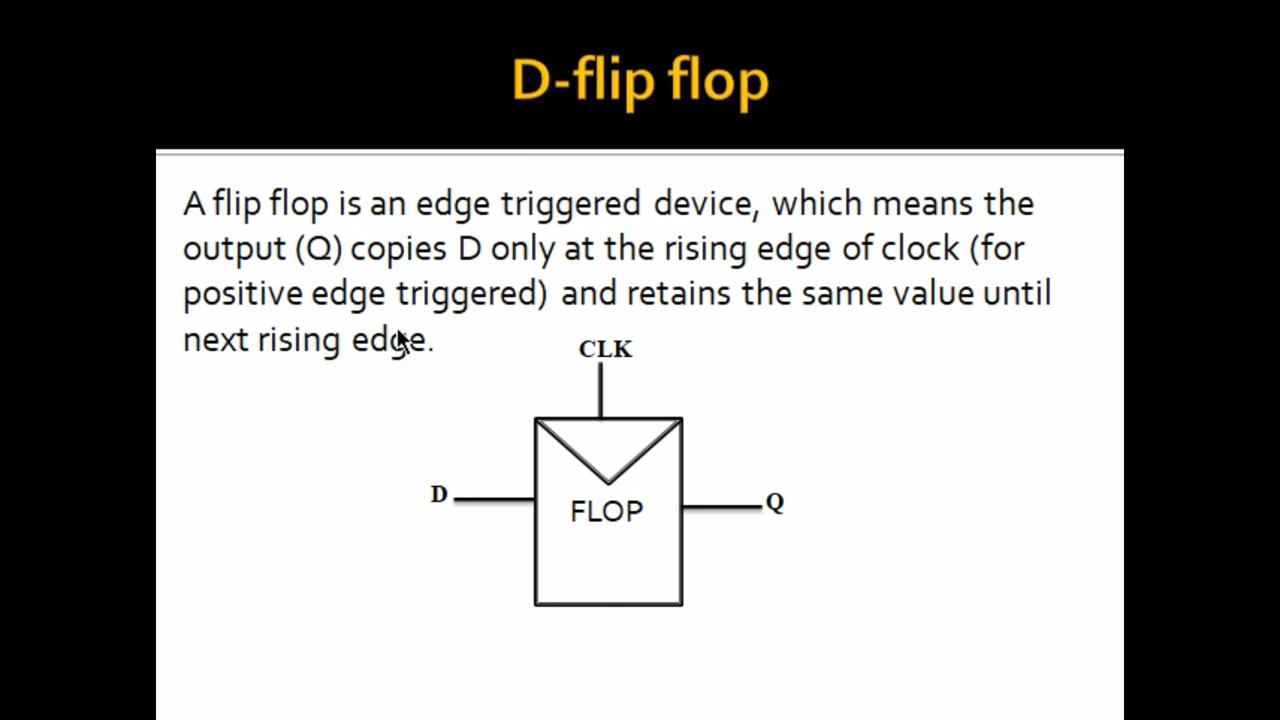 D-flip flop
A flip flop is an edge triggered device, which means the
output (Q) copies D only at the rising edge of clock (for
positive edge triggered) and retains the same value until
next rising edge.
CLK
D
FLOP
Q